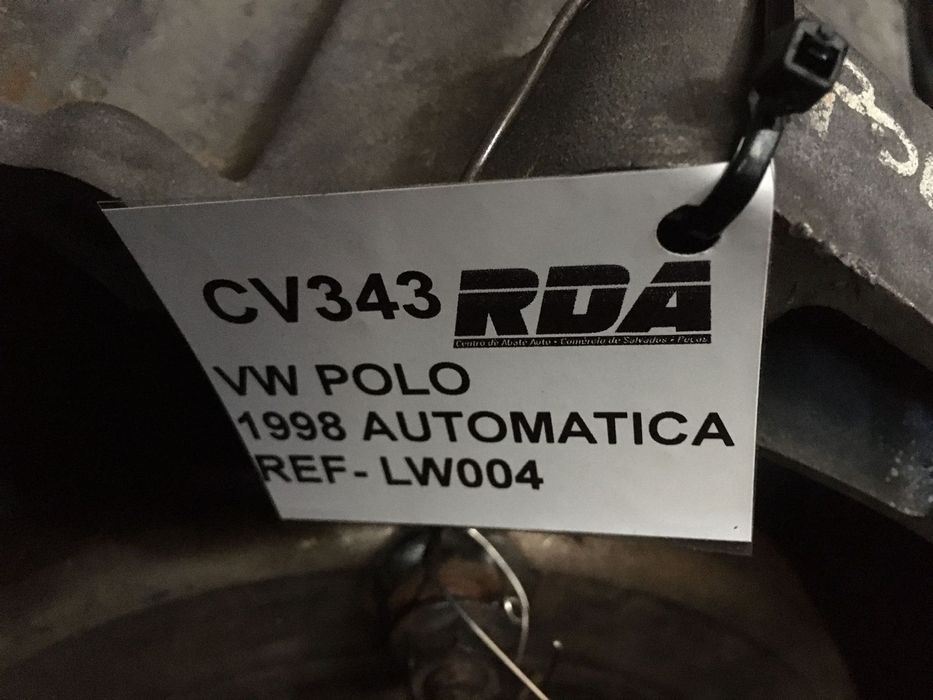 CV343 RDA
Centro de Abate Auto • Comércio de Salvados • Peças
VW POLO
1998 AUTOMATICA
REF- LW004